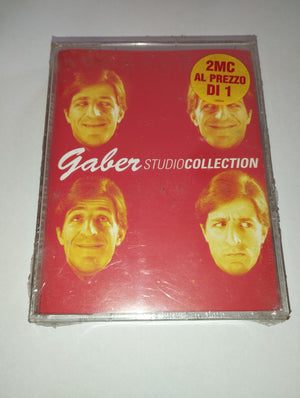 2MC
AL PREZZO
DI 1
Gaber STUDIOCOLLECTION